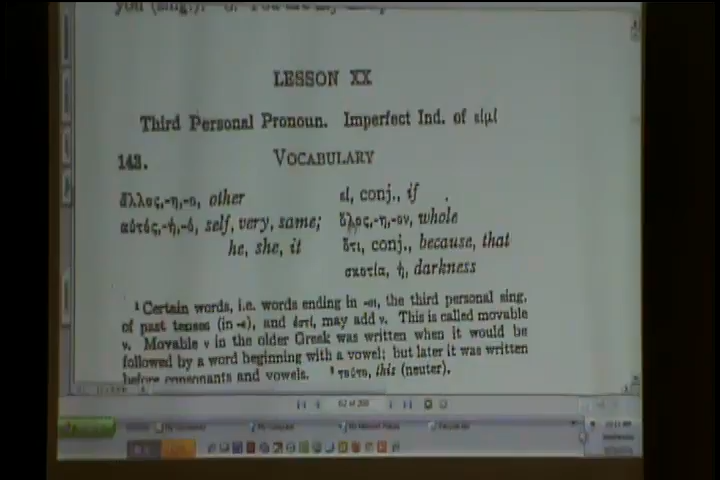 you (sing.).
LESSON XX
Third Personal Pronoun. Imperfect Ind. of εἰμί
143. VOCABULARY
ἄλλος,-η,-ο, other
αὐτός,-ή,-ό, self, very, same;
he, she, it
εἰ, conj., if
ὅλος,-η,-ον, whole
ὅτι, conj., because, that
σκοτία, ἡ, darkness
¹ Certain words, i.e. words ending in -σι, the third personal sing.
of past tenses (in -ε), and ἐστί, may add ν. This is called movable
ν. Movable ν in the older Greek was written when it would be
followed by a word beginning with a vowel; but later it was written
before consonants and vowels. ² τοῦτο, this (neuter).